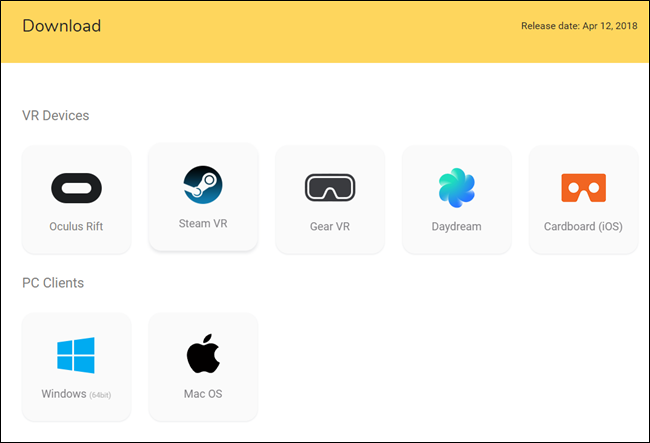 Download
Release date: Apr 12, 2018
VR Devices
Oculus Rift
Steam VR
Gear VR
Daydream
Cardboard (iOS)
PC Clients
Windows (64bit)
Mac OS